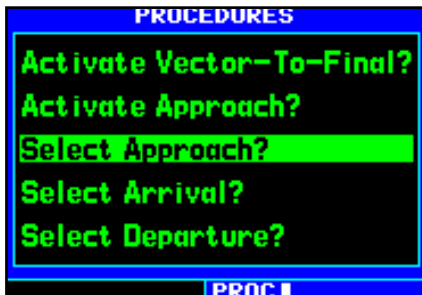 PROCEDURES
Activate Vector-To-Final?
Activate Approach?
Select Approach?
Select Arrival?
Select Departure?
PROC